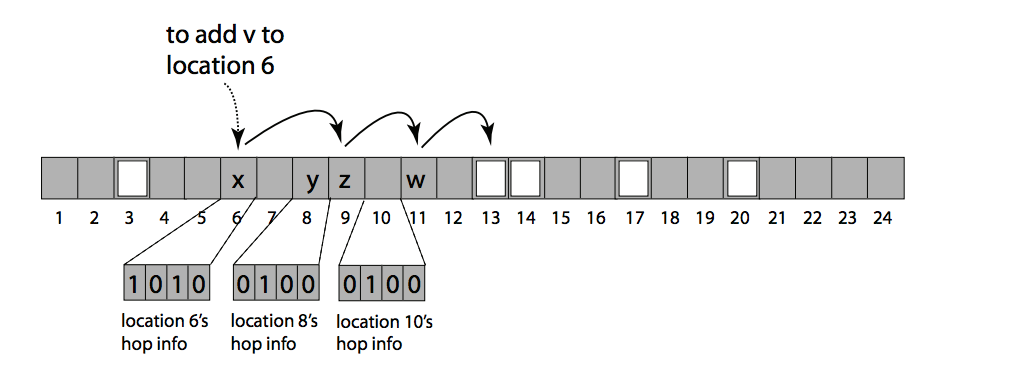 to add v to
location 6
x y z w
1 2 3 4 5 6 7 8 9 10 11 12 13 14 15 16 17 18 19 20 21 22 23 24
1 0 1 0 0 1 0 0 0 1 0 0
location 6's location 8's location 10's
hop info hop info hop info